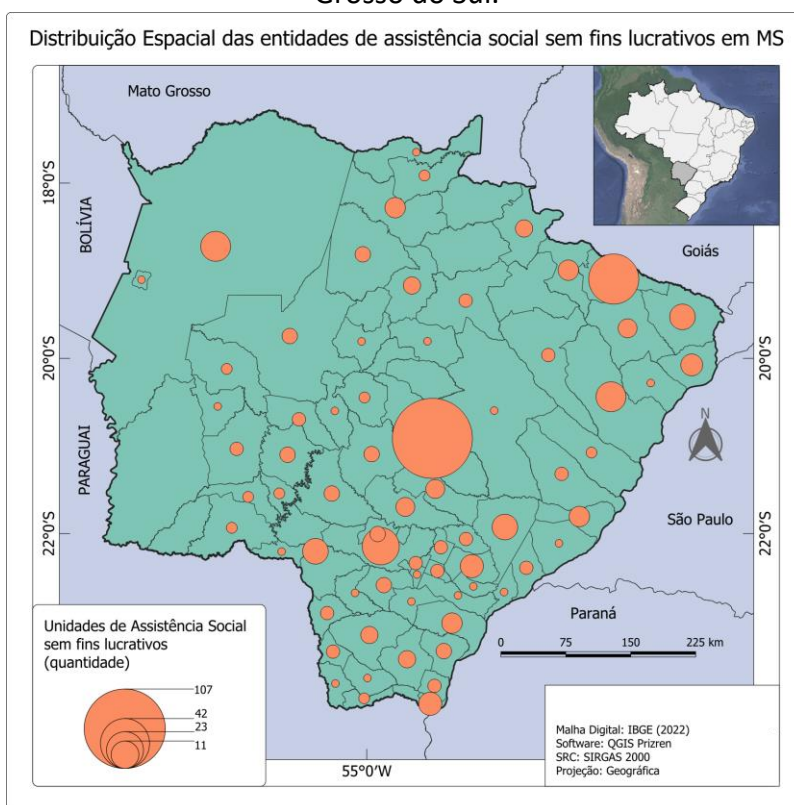 Grosso do Sul.
Distribuição Espacial das entidades de assistência social sem fins lucrativos em MS
Mato Grosso
18°0'S
BOLÍVIA
Goiás
20°0'S
20°0'S
PARAGUAI
N
São Paulo
22°0'S
22°0'S
Paraná
Unidades de Assistência Social
sem fins lucrativos
(quantidade)
107
42
23
11
0 75 150 225 km
Malha Digital: IBGE (2022)
Software: QGIS Prizren
SRC: SIRGAS 2000
Projeção: Geográfica
55°0'W